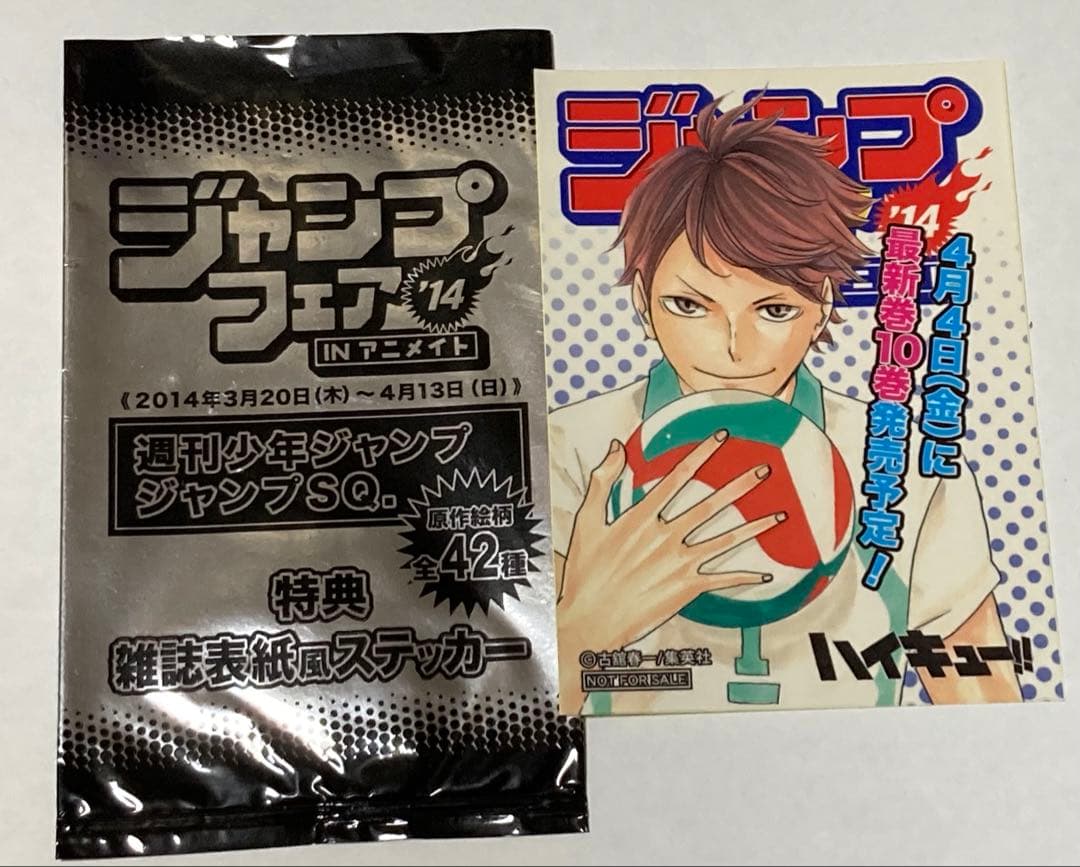 ジャンプ
フェア
'14
IN アニメイト
《2014年3月20日(木)～4月13日(日)》
週刊少年ジャンプ
ジャンプSQ.
原作絵柄
全42種
特典
雑誌表紙風ステッカー
ジャンプ
'14
4月4日(金)に
最新巻10巻発売予定！
©古舘春一/集英社
NOT FOR SALE
ハイキュー!!